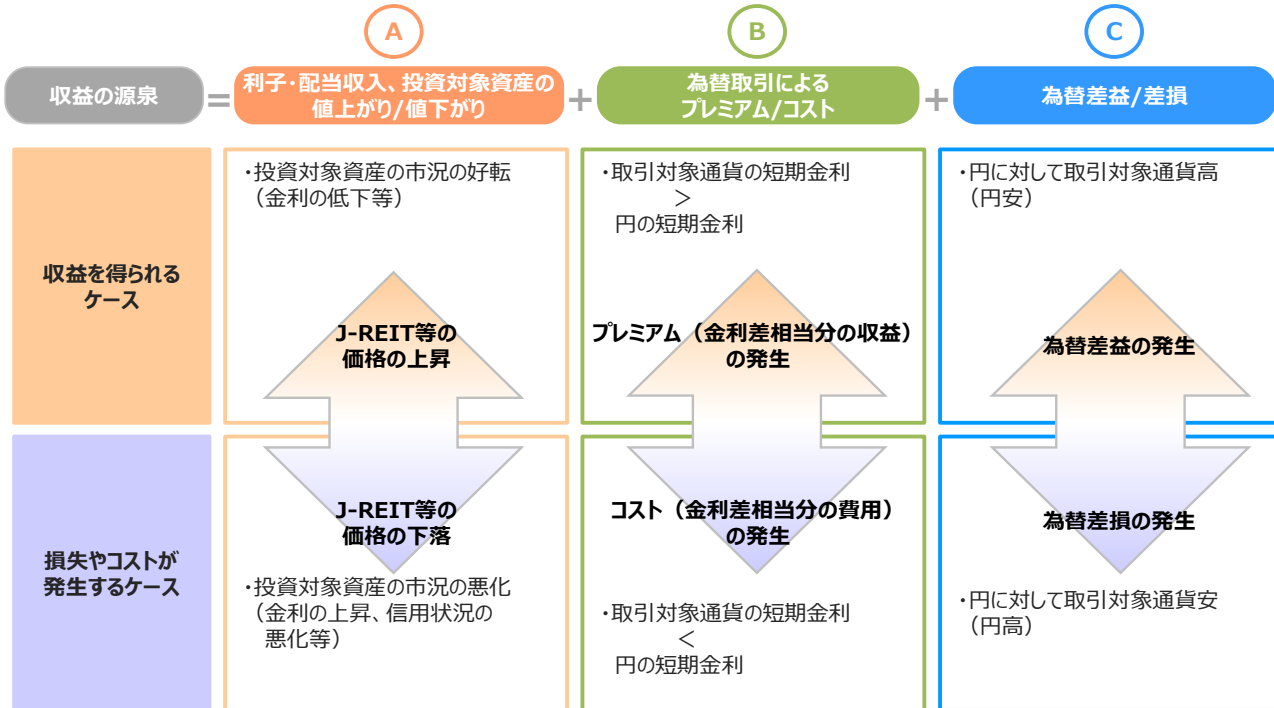 A
B
C
収益の源泉
=
利子・配当収入、投資対象資産の
値上がり/値下がり
+
為替取引による
プレミアム/コスト
+
為替差益/差損
収益を得られる
ケース
・投資対象資産の市況の好転
（金利の低下等）
J-REIT等の
価格の上昇
・取引対象通貨の短期金利
＞
円の短期金利
プレミアム（金利差相当分の収益）
の発生
・円に対して取引対象通貨高
（円安）
為替差益の発生
損失やコストが
発生するケース
J-REIT等の
価格の下落
・投資対象資産の市況の悪化
（金利の上昇、信用状況の
悪化等）
コスト（金利差相当分の費用）
の発生
・取引対象通貨の短期金利
＜
円の短期金利
為替差損の発生
・円に対して取引対象通貨安
（円高）